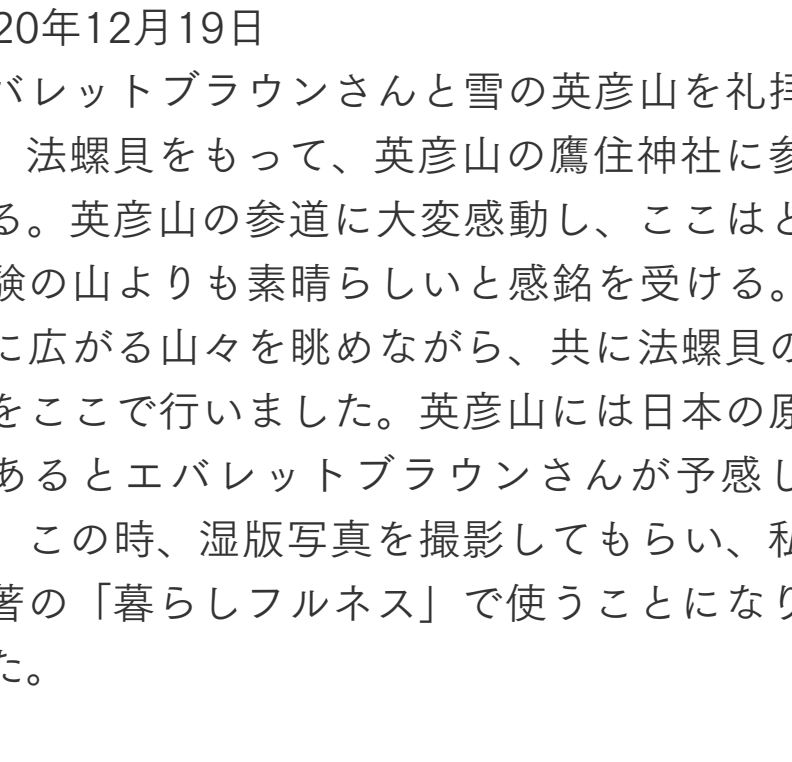 20年12月19日
バレットブラウンさんと雪の英彦山を礼拝
、法螺貝をもって、英彦山の鷹住神社に参
る。英彦山の参道に大変感動し、ここはど
験の山よりも素晴らしいと感銘を受ける。
に広がる山々を眺めながら、共に法螺貝の
をここで行いました。英彦山には日本の原
あるとエバレットブラウンさんが予感し
。この時、湿版写真を撮影してもらい、私
著の「暮らしフルネス」で使うことになり
た。